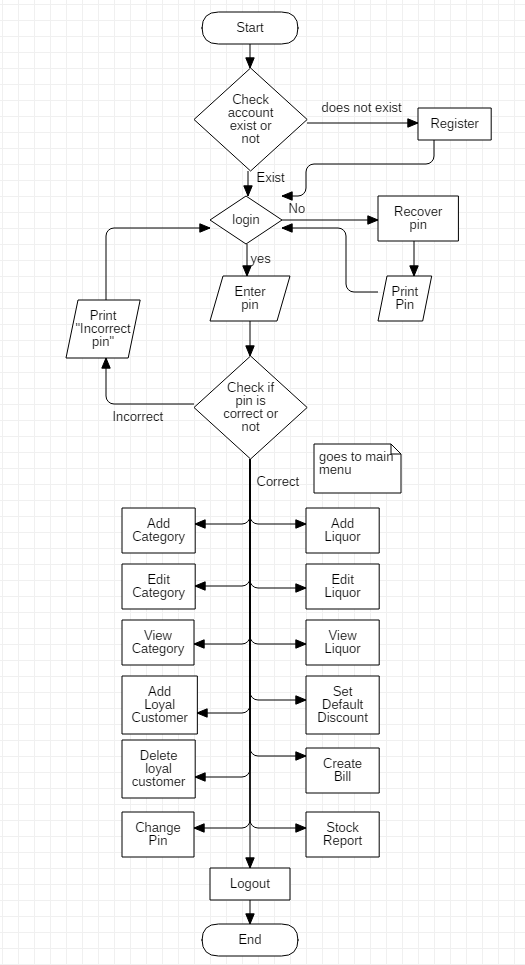 Start
Check
account
exist or
not
does not exist
Register
Exist
login
No
Recover
pin
yes
Enter
pin
Print
Pin
Print
"Incorrect
pin"
Check if
pin is
correct or
not
Incorrect
goes to main
menu
Correct
Add
Category
Add
Liquor
Edit
Category
Edit
Liquor
View
Category
View
Liquor
Add
Loyal
Customer
Set
Default
Discount
Delete
loyal
customer
Create
Bill
Change
Pin
Stock
Report
Logout
End